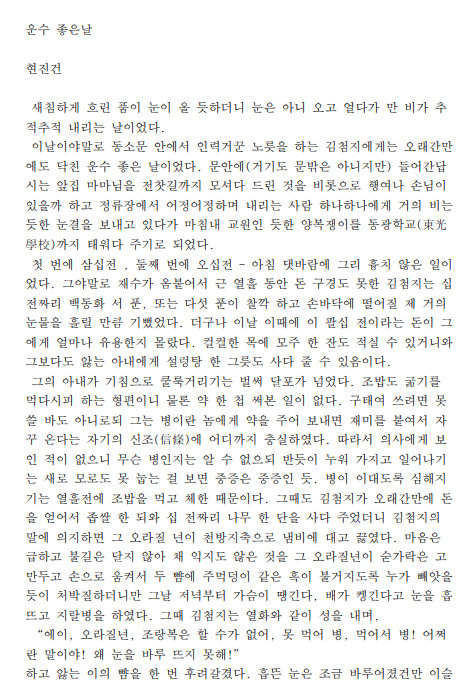 운수 좋은날
현진건
새침하게 흐린 품이 눈이 올 듯하더니 눈은 아니 오고 얼다가 만 비가 추
적추적 내리는 날이었다.
이날이야말로 동소문 안에서 인력거꾼 노릇을 하는 김첨지에게는 오래간만
에도 닥친 운수 좋은 날이었다. 문안에(거기도 문밖은 아니지만) 들어간답
시는 앞집 마마님을 전찻길까지 모셔다 드린 것을 비롯으로 행여나 손님이
있을까 하고 정류장에서 어정어정하며 내리는 사람 하나하나에게 거의 비는
듯한 눈결을 보내고 있다가 마침내 교원인 듯한 양복쟁이를 동광학교(東光
學校)까지 태워다 주기로 되었다.
첫 번에 삼십전 , 둘째 번에 오십전 - 아침 댓바람에 그리 흉치 않은 일이
었다. 그야말로 재수가 옴붙어서 근 열흘 동안 돈 구경도 못한 김첨지는 십
전짜리 백동화 서 푼, 또는 다섯 푼이 찰깍 하고 손바닥에 떨어질 제 거의
눈물을 흘릴 만큼 기뻤었다. 더구나 이날 이때에 이 팔십 전이라는 돈이 그
에게 얼마나 유용한지 몰랐다. 컬컬한 목에 모주 한 잔도 적실 수 있거니와
그보다도 앓는 아내에게 설렁탕 한 그릇도 사다 줄 수 있음이다.
그의 아내가 기침으로 쿨룩거리기는 벌써 달포가 넘었다. 조밥도 굶기를
먹다시피 하는 형편이니 물론 약 한 첩 써본 일이 없다. 구태여 쓰려면 못
쓸 바도 아니로되 그는 병이란 놈에게 약을 주어 보내면 재미를 붙여서 자
꾸 온다는 자기의 신조(信條)에 어디까지 충실하였다. 따라서 의사에게 보
인 적이 없으니 무슨 병인지는 알 수 없으되 반듯이 누워 가지고 일어나기
는 새로 모로도 못 눕는 걸 보면 중증은 중증인 듯. 병이 이대도록 심해지
기는 열흘전에 조밥을 먹고 체한 때문이다. 그때도 김첨지가 오래간만에 돈
을 얻어서 좁쌀 한 되와 십 전짜리 나무 한 단을 사다 주었더니 김첨지의
말에 의지하면 그 오라질 년이 천방지축으로 냄비에 대고 끓였다. 마음은
급하고 불길은 닫지 않아 채 익지도 않은 것을 그 오라질년이 숟가락은 고
만두고 손으로 움켜서 두 뺨에 주먹덩이 같은 혹이 불거지도록 누가 빼앗을
듯이 처박질하더니만 그날 저녁부터 가슴이 땡긴다, 배가 켕긴다고 눈을 홉
뜨고 지랄병을 하였다. 그때 김첨지는 열화와 같이 성을 내며,
“에이, 오라질년, 조랑복은 할 수가 없어, 못 먹어 병, 먹어서 병! 어쩌
란 말이야! 왜 눈을 바루 뜨지 못해!”
하고 앓는 이의 뺨을 한 번 후려갈겼다. 홉뜬 눈은 조금 바루어졌건만 이슬